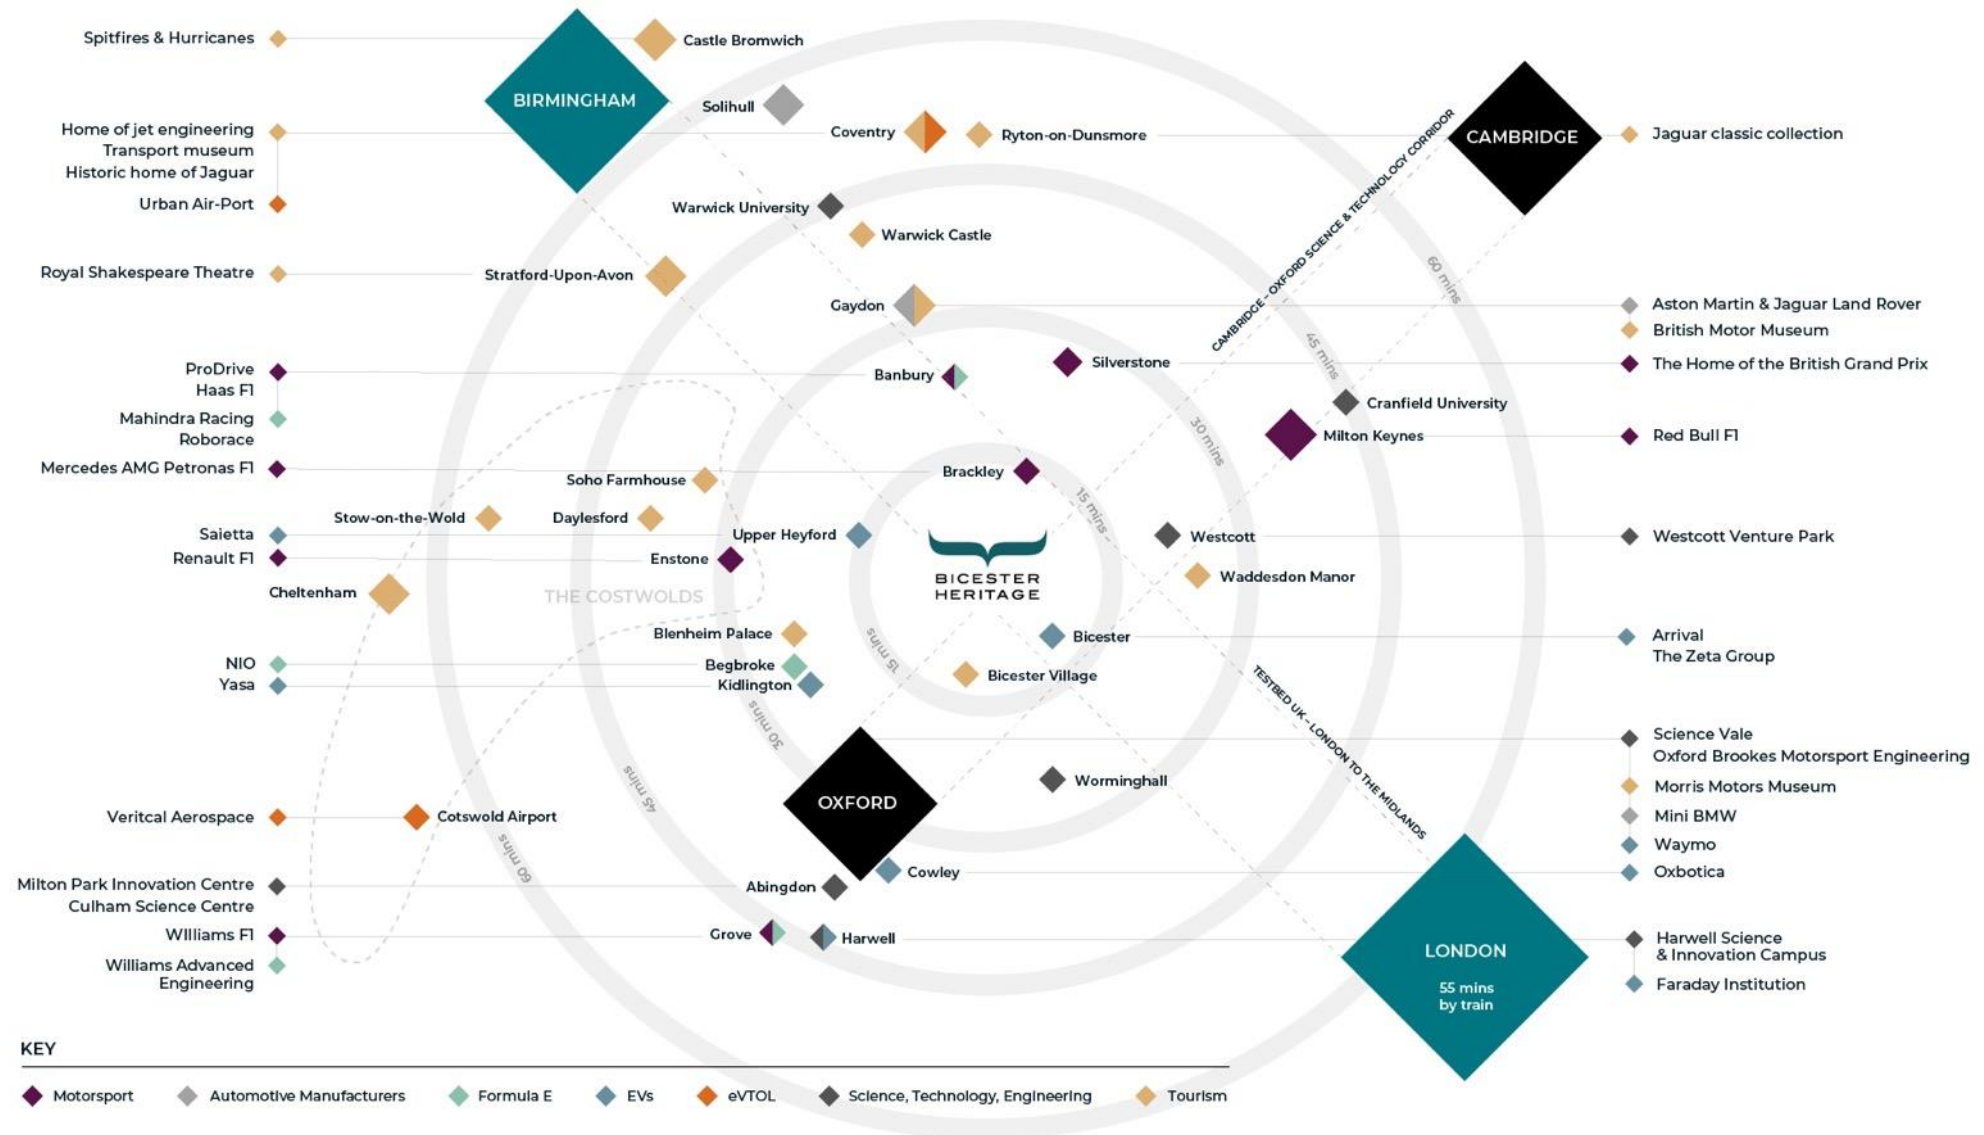 Spitfires & Hurricanes
Castle Bromwich
BIRMINGHAM
Solihull
Home of jet engineering
Transport museum
Historic home of Jaguar
Urban Air-Port
Coventry
Ryton-on-Dunsmore
CAMBRIDGE
Jaguar classic collection
Warwick University
Warwick Castle
CAMBRIDGE - OXFORD SCIENCE & TECHNOLOGY CORRIDOR
Royal Shakespeare Theatre
Stratford-Upon-Avon
60 mins
Gaydon
Aston Martin & Jaguar Land Rover
British Motor Museum
45 mins
Silverstone
The Home of the British Grand Prix
ProDrive
Haas F1
Banbury
Mahindra Racing
Roborace
Cranfield University
30 mins
Milton Keynes
Red Bull F1
Mercedes AMG Petronas F1
Brackley
Soho Farmhouse
15 mins
Stow-on-the-Wold
Daylesford
Saietta
Upper Heyford
Westcott
Westcott Venture Park
Renault F1
Enstone
BICESTER
HERITAGE
Waddesdon Manor
Cheltenham
THE COSTWOLDS
Blenheim Palace
15 mins
Bicester
Arrival
The Zeta Group
NIO
Begbroke
Bicester Village
Yasa
Kidlington
TESTBED UK - LONDON TO THE MIDLANDS
30 mins
Science Vale
Oxford Brookes Motorsport Engineering
45 mins
Worminghall
Morris Motors Museum
OXFORD
Veritcal Aerospace
Cotswold Airport
Mini BMW
60 mins
Waymo
Cowley
Oxbotica
Milton Park Innovation Centre
Culham Science Centre
Abingdon
WIlliams F1
Grove
Harwell
Harwell Science
& Innovation Campus
LONDON
55 mins
by train
Williams Advanced
Engineering
Faraday Institution
KEY
Motorsport
Automotive Manufacturers
Formula E
EVs
eVTOL
Science, Technology, Engineering
Tourism